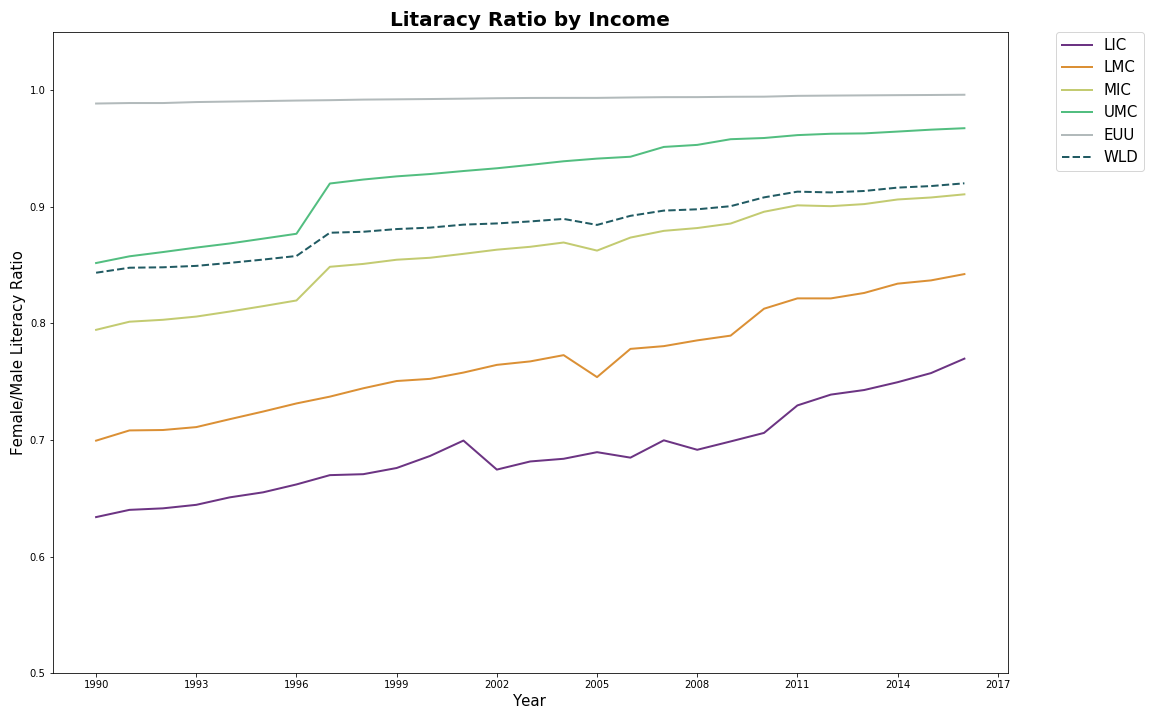 Litaracy Ratio by Income
LIC
LMC
MIC
UMC
EUU
WLD
Female/Male Literacy Ratio
1.0
0.9
0.8
0.7
0.6
0.5
1990 1993 1996 1999 2002 2005 2008 2011 2014 2017
Year